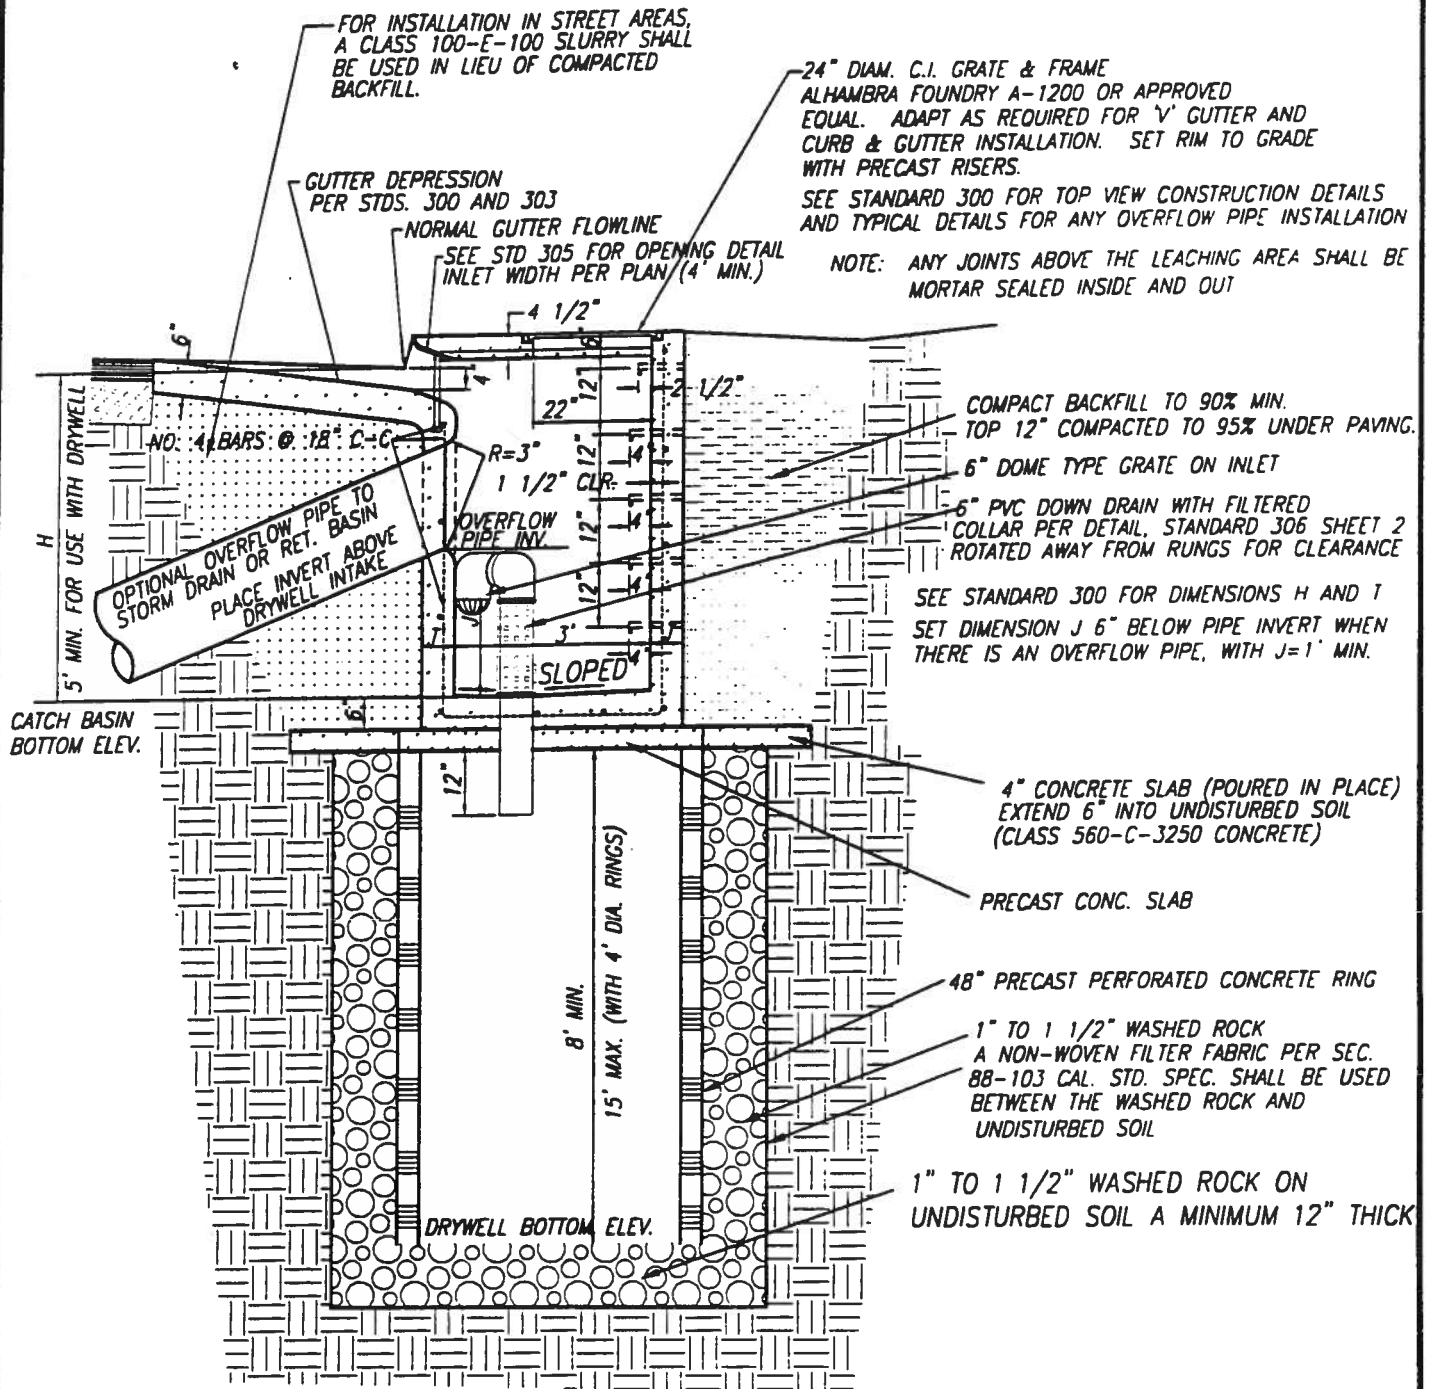 FOR INSTALLATION IN STREET AREAS,
A CLASS 100-E-100 SLURRY SHALL
BE USED IN LIEU OF COMPACTED
BACKFILL.
24" DIAM. C.I. GRATE & FRAME
ALHAMBRA FOUNDRY A-1200 OR APPROVED
EQUAL. ADAPT AS REQUIRED FOR 'V' GUTTER AND
CURB & GUTTER INSTALLATION. SET RIM TO GRADE
WITH PRECAST RISERS.
SEE STANDARD 300 FOR TOP VIEW CONSTRUCTION DETAILS
AND TYPICAL DETAILS FOR ANY OVERFLOW PIPE INSTALLATION
GUTTER DEPRESSION
PER STDS. 300 AND 303
NORMAL GUTTER FLOWLINE
SEE STD 305 FOR OPENING DETAIL
INLET WIDTH PER PLAN (4' MIN.)
NOTE: ANY JOINTS ABOVE THE LEACHING AREA SHALL BE
MORTAR SEALED INSIDE AND OUT
4 1/2"
6"
6"
4
12"
2 1/2"
22"
NO. 4 BARS @ 18" C-C
R=3"
1 1/2" CLR.
12"
4"
12"
4"
12"
4"
4"
OVERFLOW
PIPE INV.
H
5' MIN. FOR USE WITH DRYWELL
OPTIONAL OVERFLOW PIPE TO
STORM DRAIN OR RET. BASIN
PLACE INVERT ABOVE
DRYWELL INTAKE
J
T
3'
T
SLOPED
6"
CATCH BASIN
BOTTOM ELEV.
COMPACT BACKFILL TO 90% MIN.
TOP 12" COMPACTED TO 95% UNDER PAVING.
6" DOME TYPE GRATE ON INLET
6" PVC DOWN DRAIN WITH FILTERED
COLLAR PER DETAIL, STANDARD 306 SHEET 2
ROTATED AWAY FROM RUNGS FOR CLEARANCE
SEE STANDARD 300 FOR DIMENSIONS H AND T
SET DIMENSION J 6" BELOW PIPE INVERT WHEN
THERE IS AN OVERFLOW PIPE, WITH J=1' MIN.
12"
4" CONCRETE SLAB (POURED IN PLACE)
EXTEND 6" INTO UNDISTURBED SOIL
(CLASS 560-C-3250 CONCRETE)
PRECAST CONC. SLAB
8' MIN.
15' MAX. (WITH 4' DIA. RINGS)
48" PRECAST PERFORATED CONCRETE RING
1" TO 1 1/2" WASHED ROCK
A NON-WOVEN FILTER FABRIC PER SEC.
88-103 CAL. STD. SPEC. SHALL BE USED
BETWEEN THE WASHED ROCK AND
UNDISTURBED SOIL
1" TO 1 1/2" WASHED ROCK ON
UNDISTURBED SOIL A MINIMUM 12" THICK
DRYWELL BOTTOM ELEV.